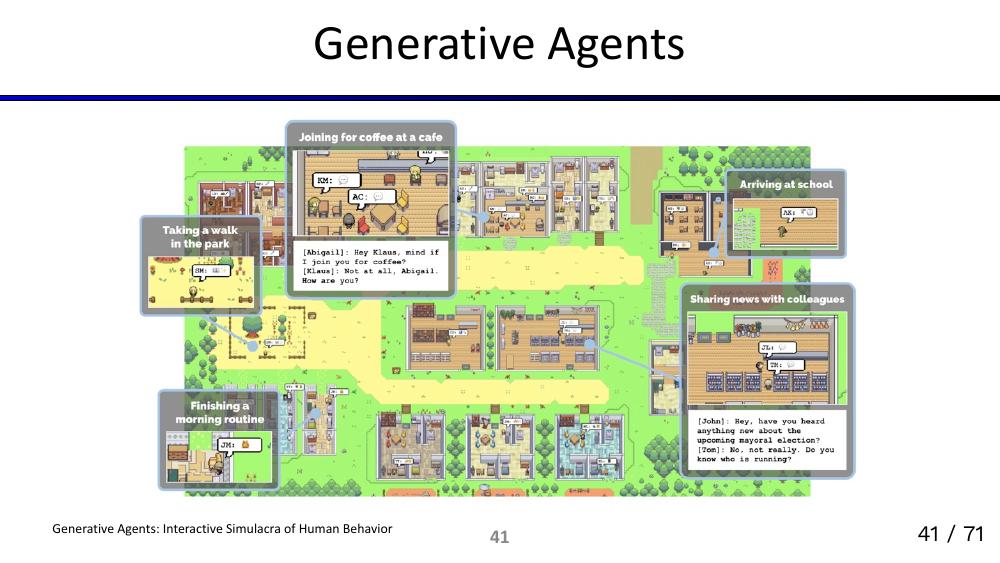 Generative Agents
Joining for coffee at a cafe
KM:
AC:
[Abigail]: Hey Klaus, mind if
I join you for coffee?
[Klaus]: Not at all, Abigail.
How are you?
Arriving at school
AK:
Taking a walk
in the park
SM:
Sharing news with colleagues
JL:
TM:
[John]: Hey, have you heard
anything new about the
upcoming mayoral election?
[Tom]: No, not really. Do you
know who is running?
Finishing a
morning routine
JM:
Generative Agents: Interactive Simulacra of Human Behavior
41
41 / 71